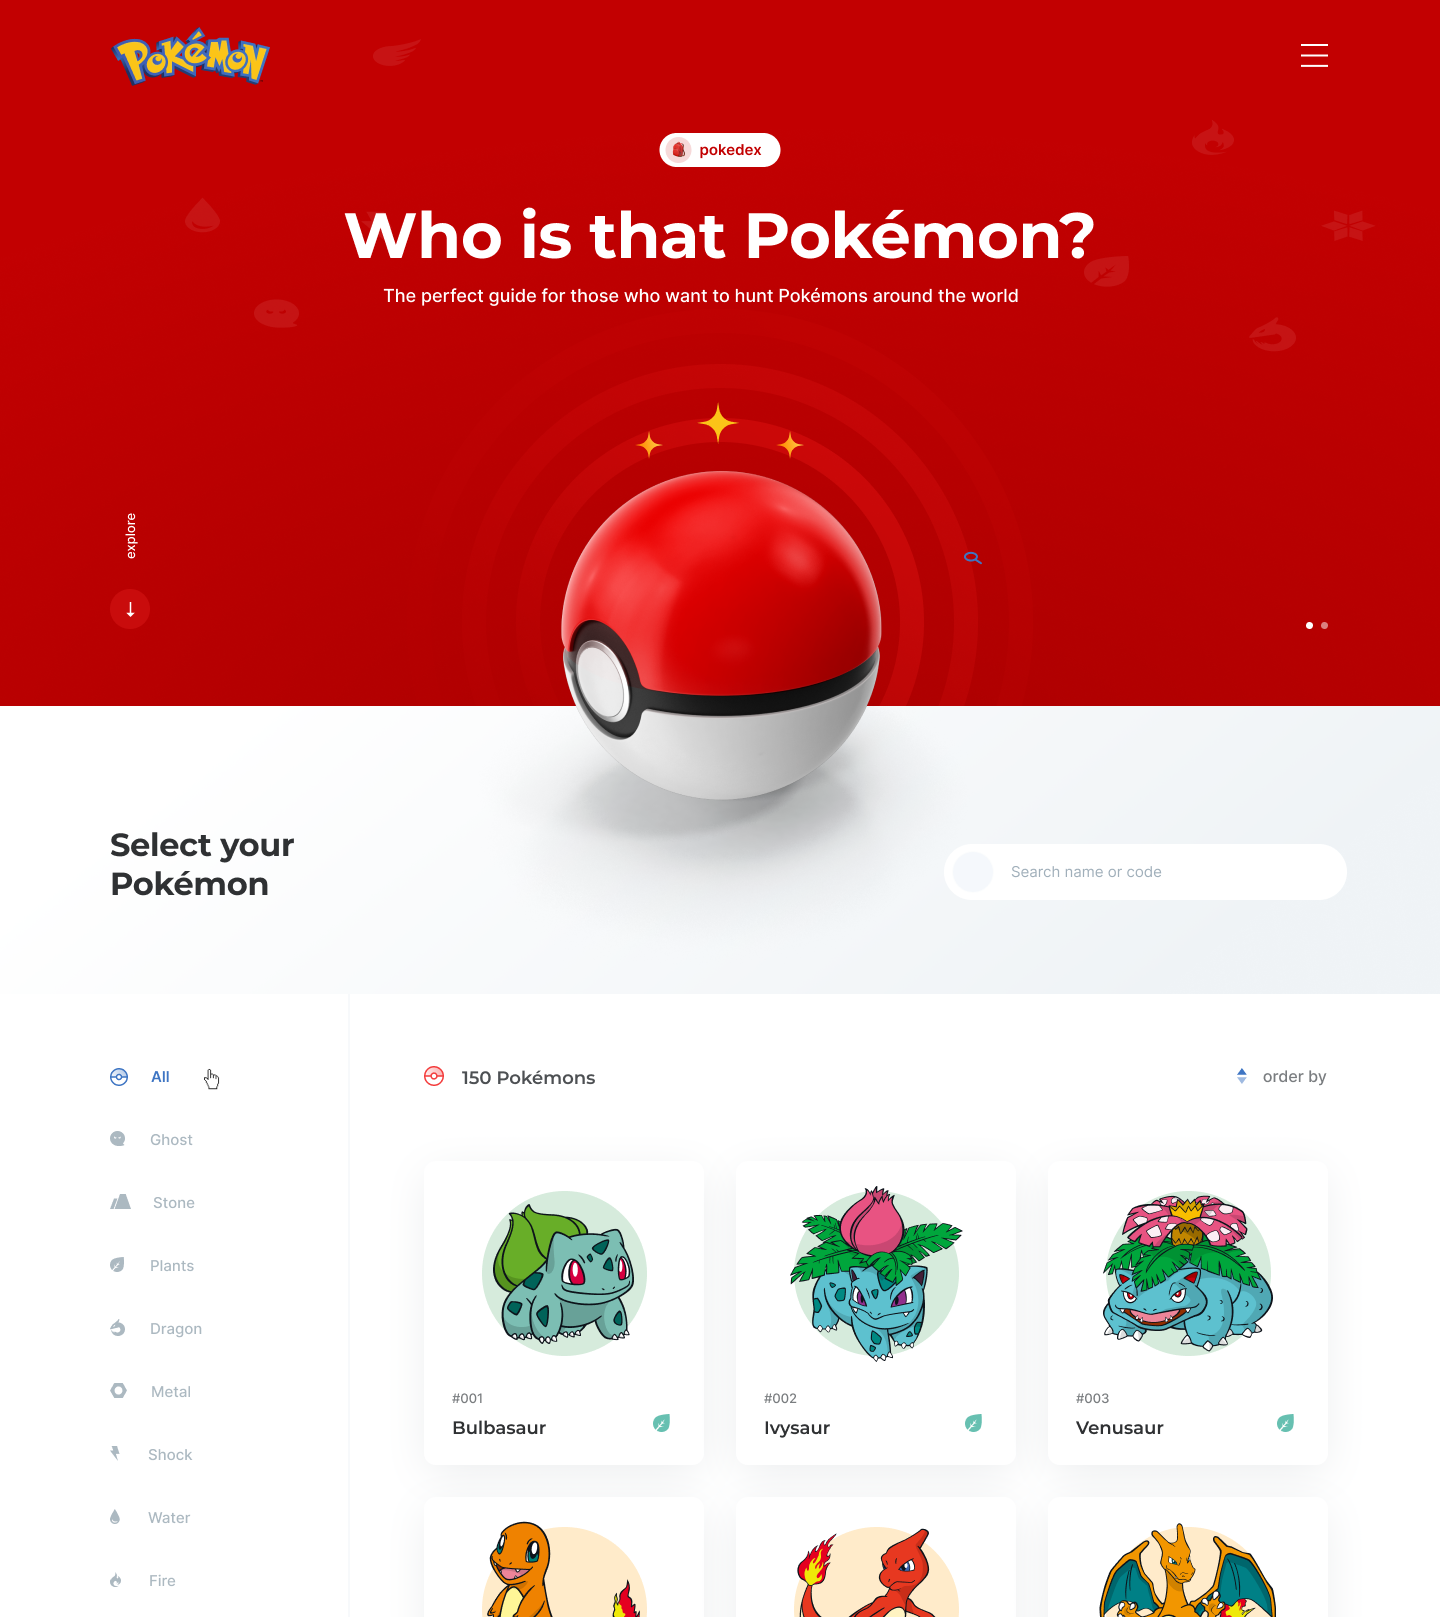 POKéMON
pokedex
Who is that Pokémon?
The perfect guide for those who want to hunt Pokémons around the world
explore
Select your
Pokémon
Search name or code
All
Ghost
Stone
Plants
Dragon
Metal
Shock
Water
Fire
150 Pokémons
order by
#001
Bulbasaur
#002
Ivysaur
#003
Venusaur